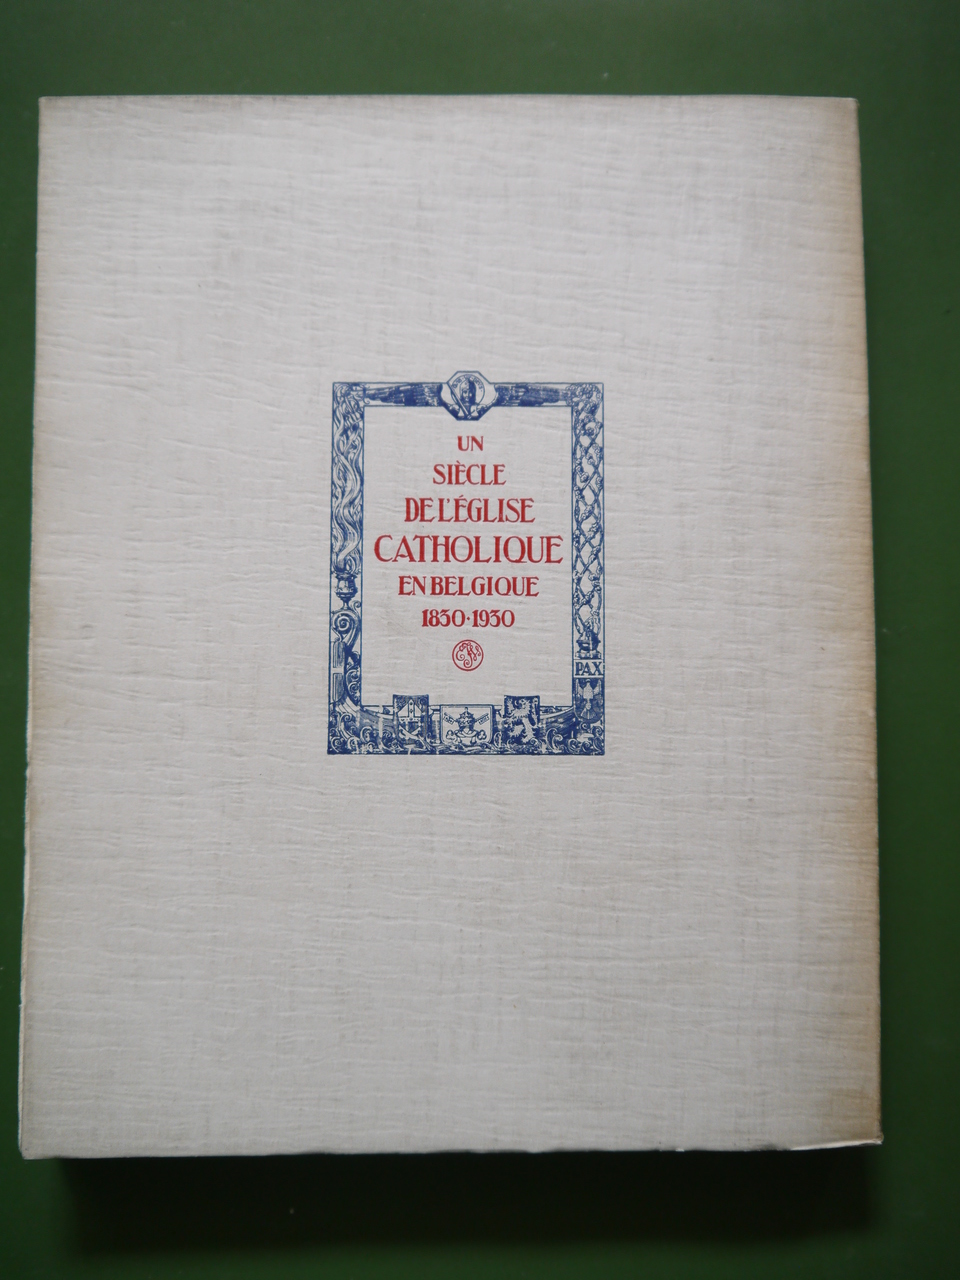 UN
SIÈCLE
DE L'ÉGLISE
CATHOLIQUE
EN BELGIQUE
1830·1930
PAX